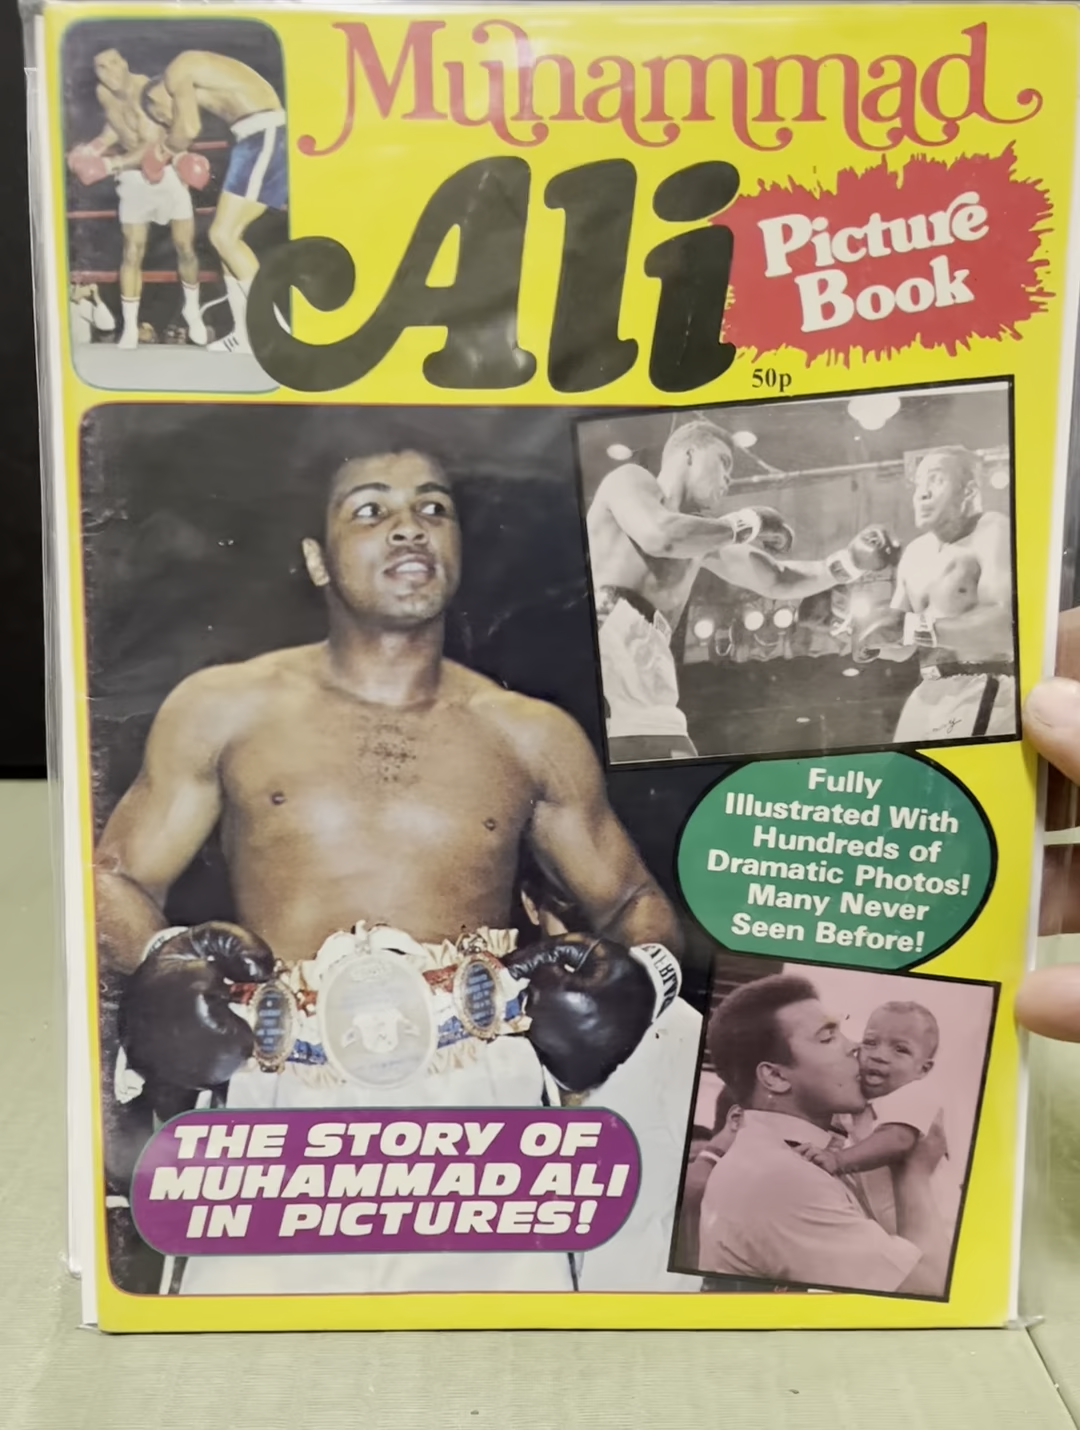 Muhammad
Ali
Picture
Book
50p
Fully
Illustrated With
Hundreds of
Dramatic Photos!
Many Never
Seen Before!
THE STORY OF
MUHAMMAD ALI
IN PICTURES!